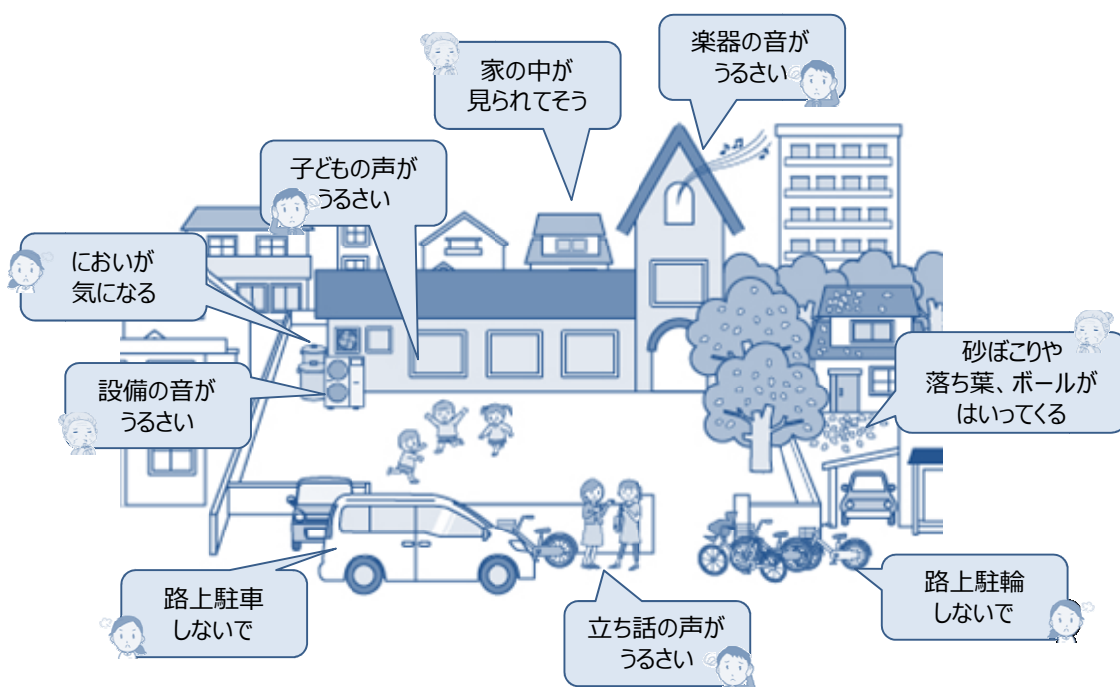 楽器の音が
うるさい
家の中が
見られてそう
子どもの声が
うるさい
においが
気になる
砂ぼこりや
落ち葉、ボールが
はいってくる
設備の音が
うるさい
路上駐車
しないで
立ち話の声が
うるさい
路上駐輪
しないで